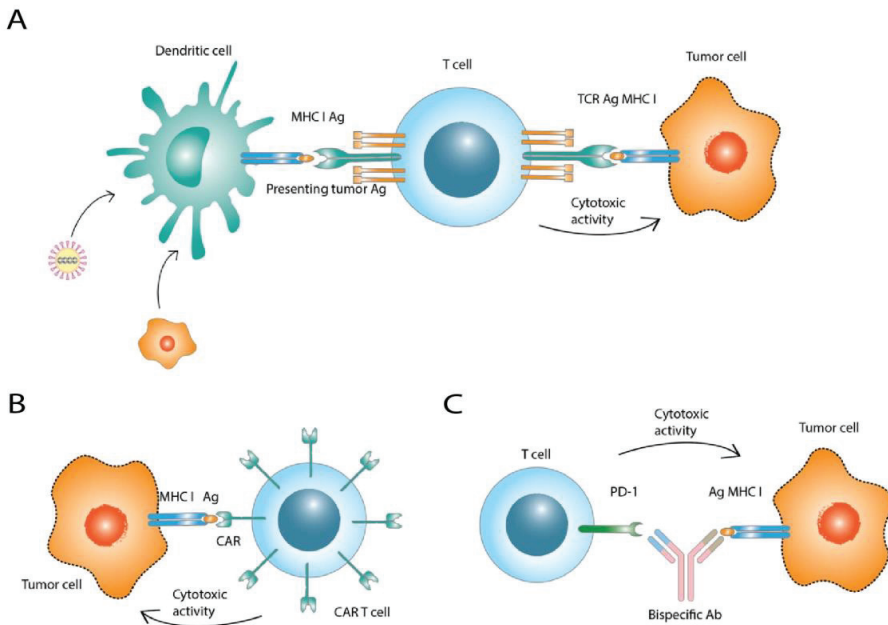 A
Dendritic cell
T cell
Tumor cell
MHC I Ag
TCR Ag MHC I
Presenting tumor Ag
Cytotoxic
activity
B
MHC I Ag
CAR
Tumor cell
Cytotoxic
activity
CAR T cell
C
Cytotoxic
activity
Tumor cell
T cell
PD-1
Ag MHC I
Bispecific Ab